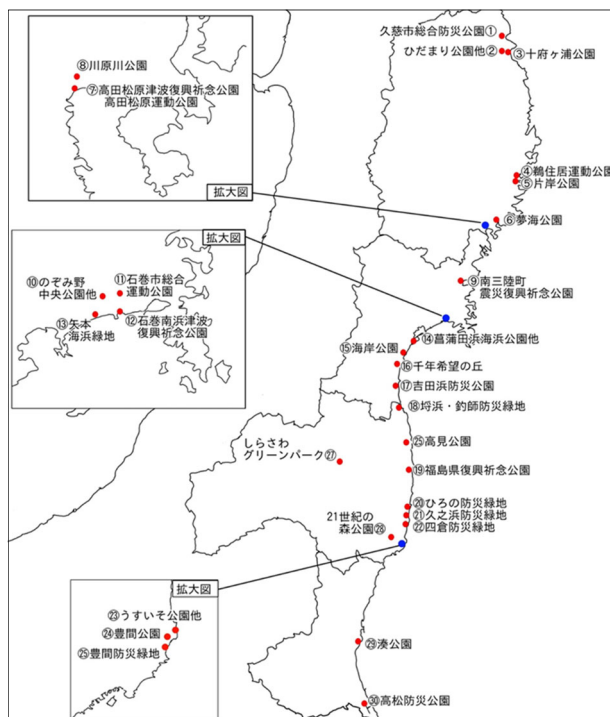 久慈市総合防災公園①
ひだまり公園他②
③十府ヶ浦公園
⑧川原川公園
⑦高田松原津波復興祈念公園
高田松原運動公園
拡大図
④鵜住居運動公園
⑤片岸公園
⑥夢海公園
拡大図
⑩のぞみ野
中央公園他
⑪石巻市総合
運動公園
⑬矢本
海浜緑地
⑫石巻南浜津波
復興祈念公園
⑨南三陸町
震災復興祈念公園
⑭菖蒲田浜海浜公園他
⑮海岸公園
⑯千年希望の丘
⑰吉田浜防災公園
⑱埒浜・釣師防災緑地
㉕高見公園
しらさわ
グリーンパーク㉗
⑲福島県復興祈念公園
⑳ひろの防災緑地
㉑久之浜防災緑地
㉒四倉防災緑地
21世紀の
森公園㉘
拡大図
㉓うすいそ公園他
㉔豊間公園
㉕豊間防災緑地
㉙湊公園
㉚高松防災公園